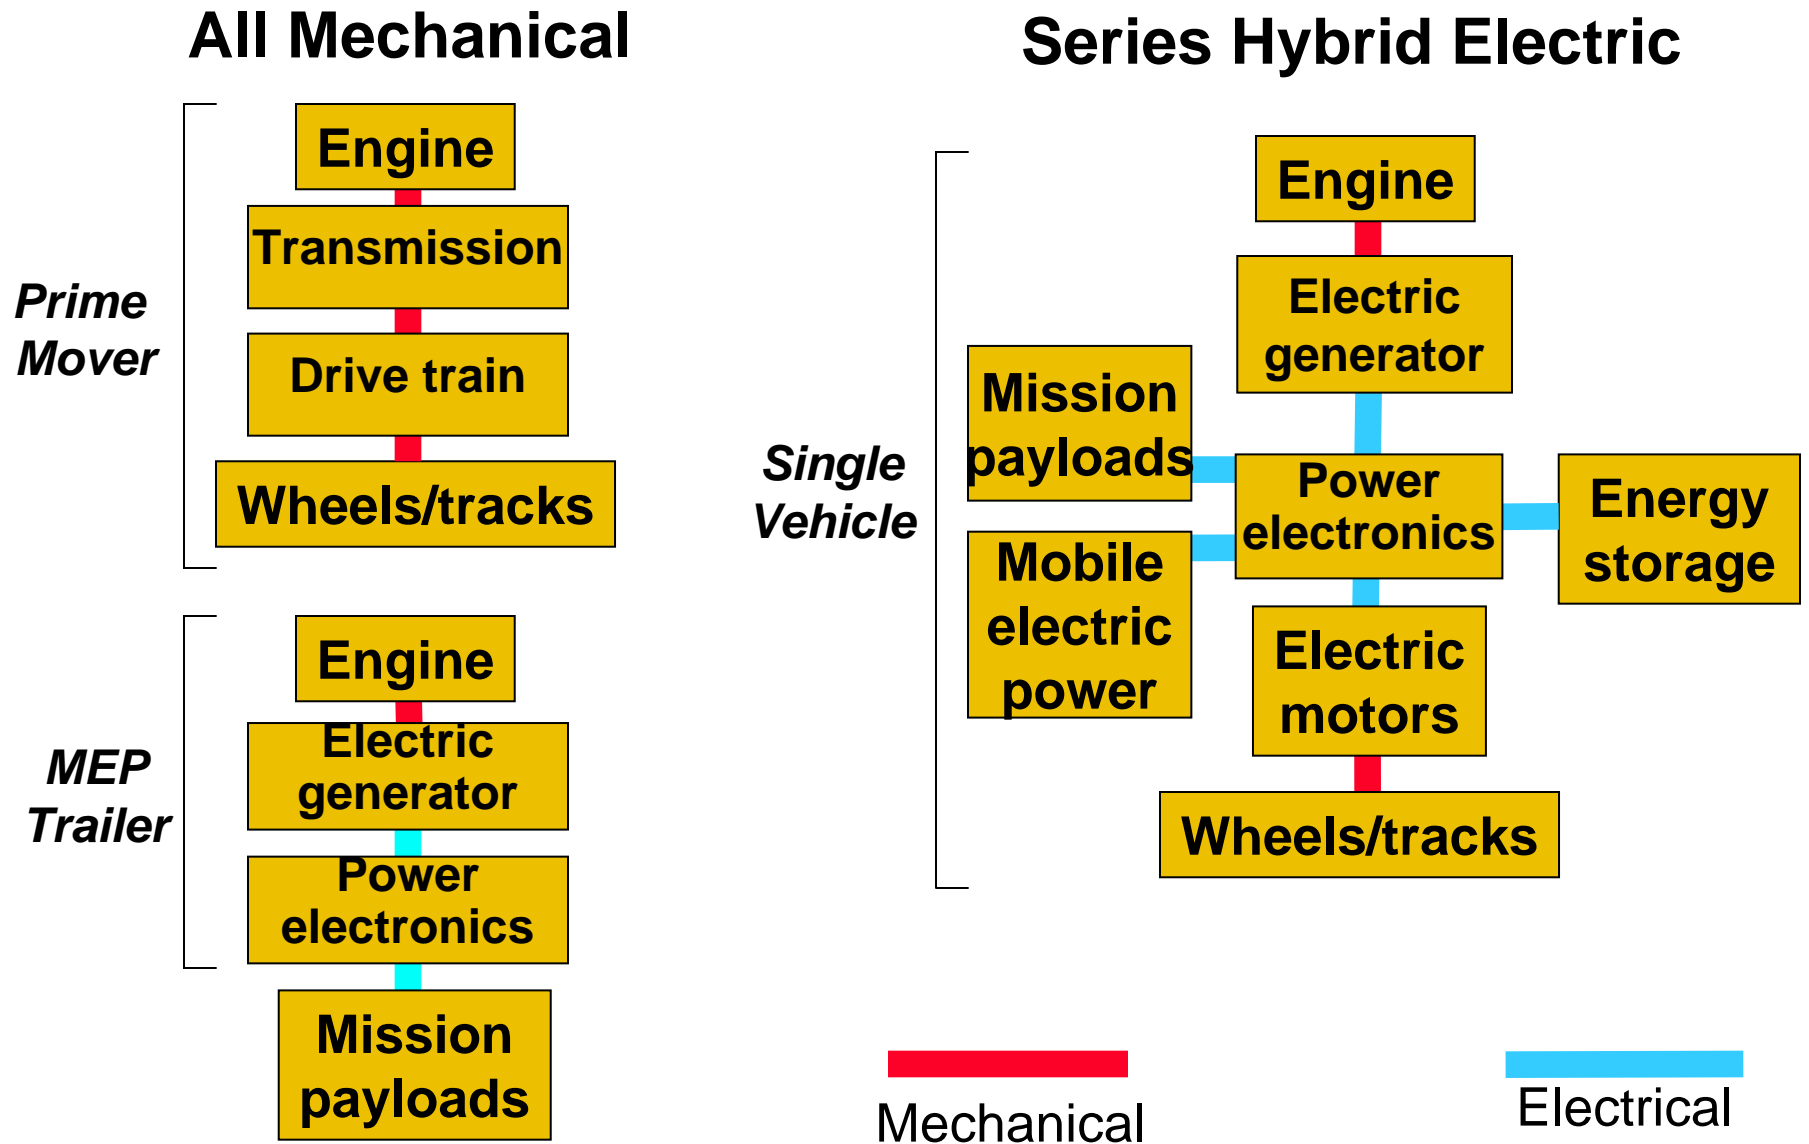 All Mechanical
Prime
Mover
Engine
Transmission
Drive train
Wheels/tracks
MEP
Trailer
Engine
Electric
generator
Power
electronics
Mission
payloads
Series Hybrid Electric
Single
Vehicle
Engine
Electric
generator
Mission
payloads
Power
electronics
Energy
storage
Mobile
electric
power
Electric
motors
Wheels/tracks
Mechanical
Electrical